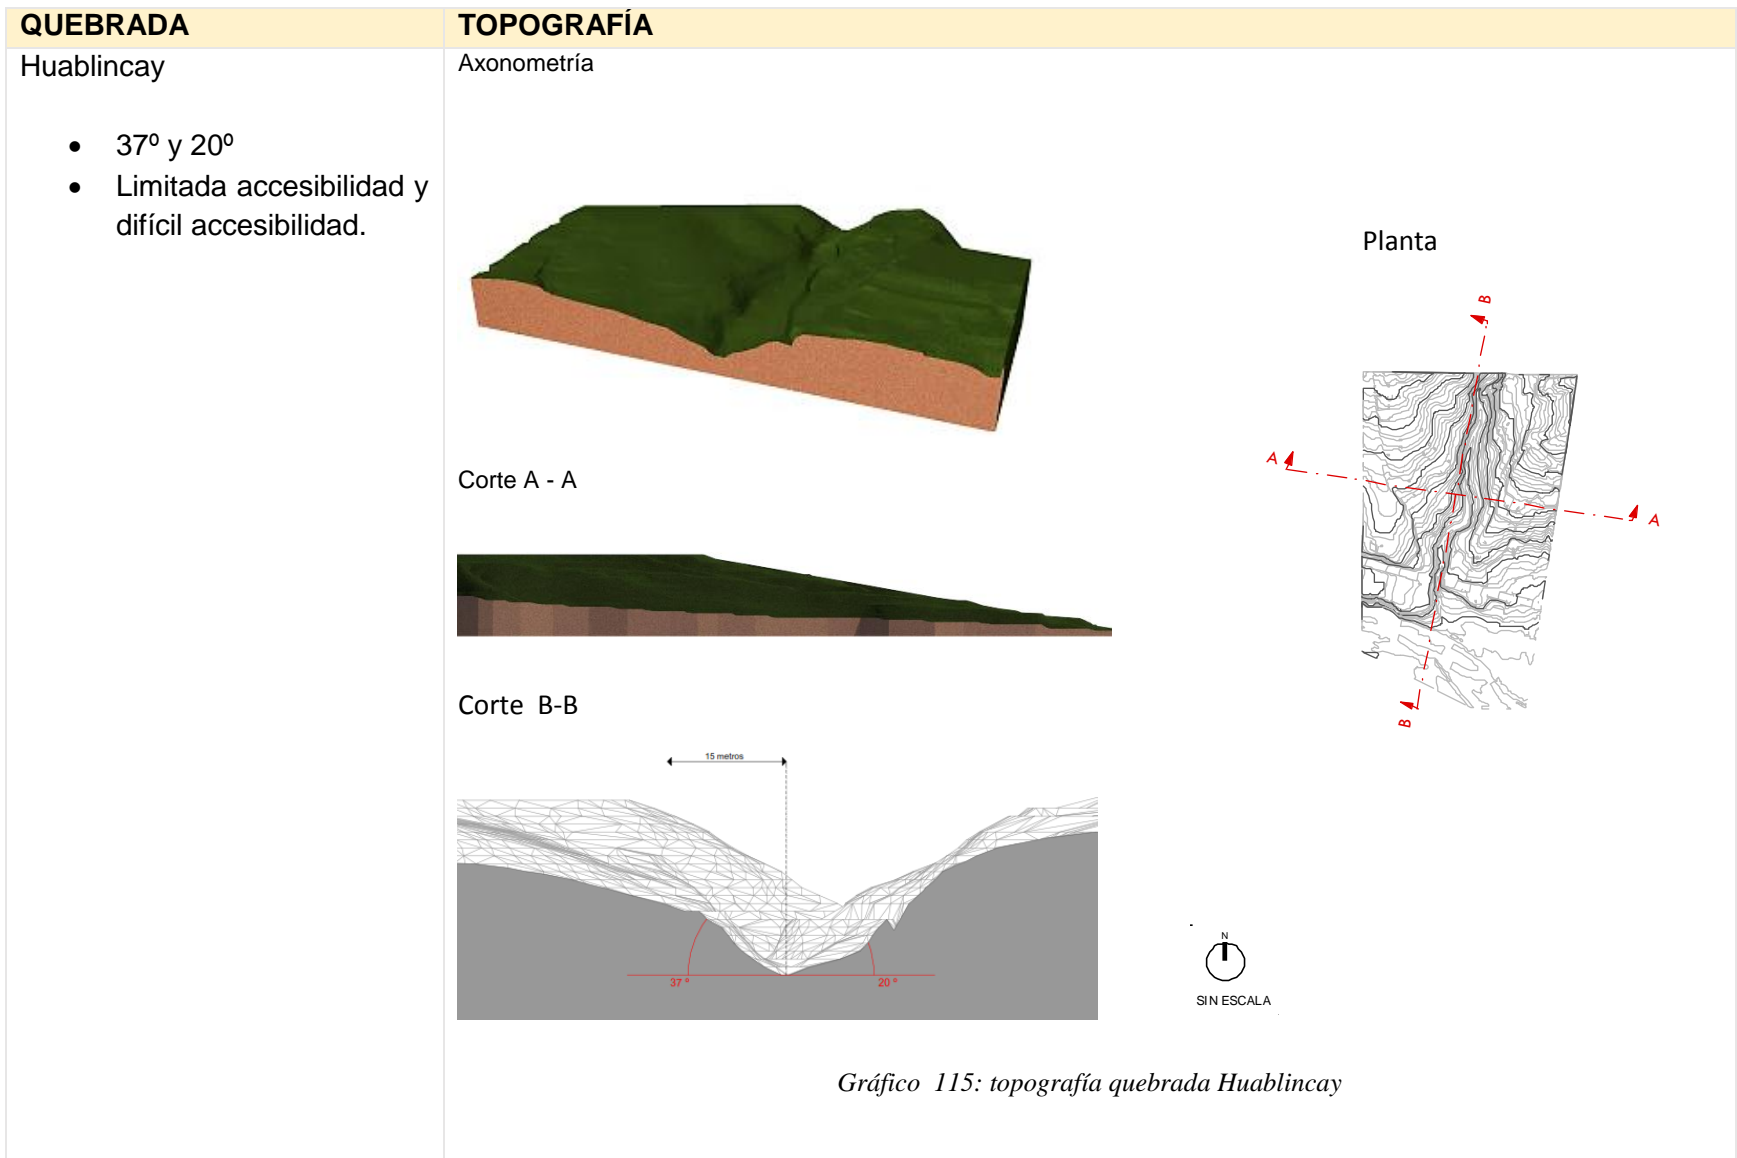 QUEBRADA
TOPOGRAFÍA
Huablincay
• 37º y 20º
• Limitada accesibilidad y
difícil accesibilidad.
Axonometría
Planta
B
A
A
B
Corte A - A
Corte B-B
15 metros
37 º
20 º
N
SIN ESCALA
Gráfico 115: topografía quebrada Huablincay